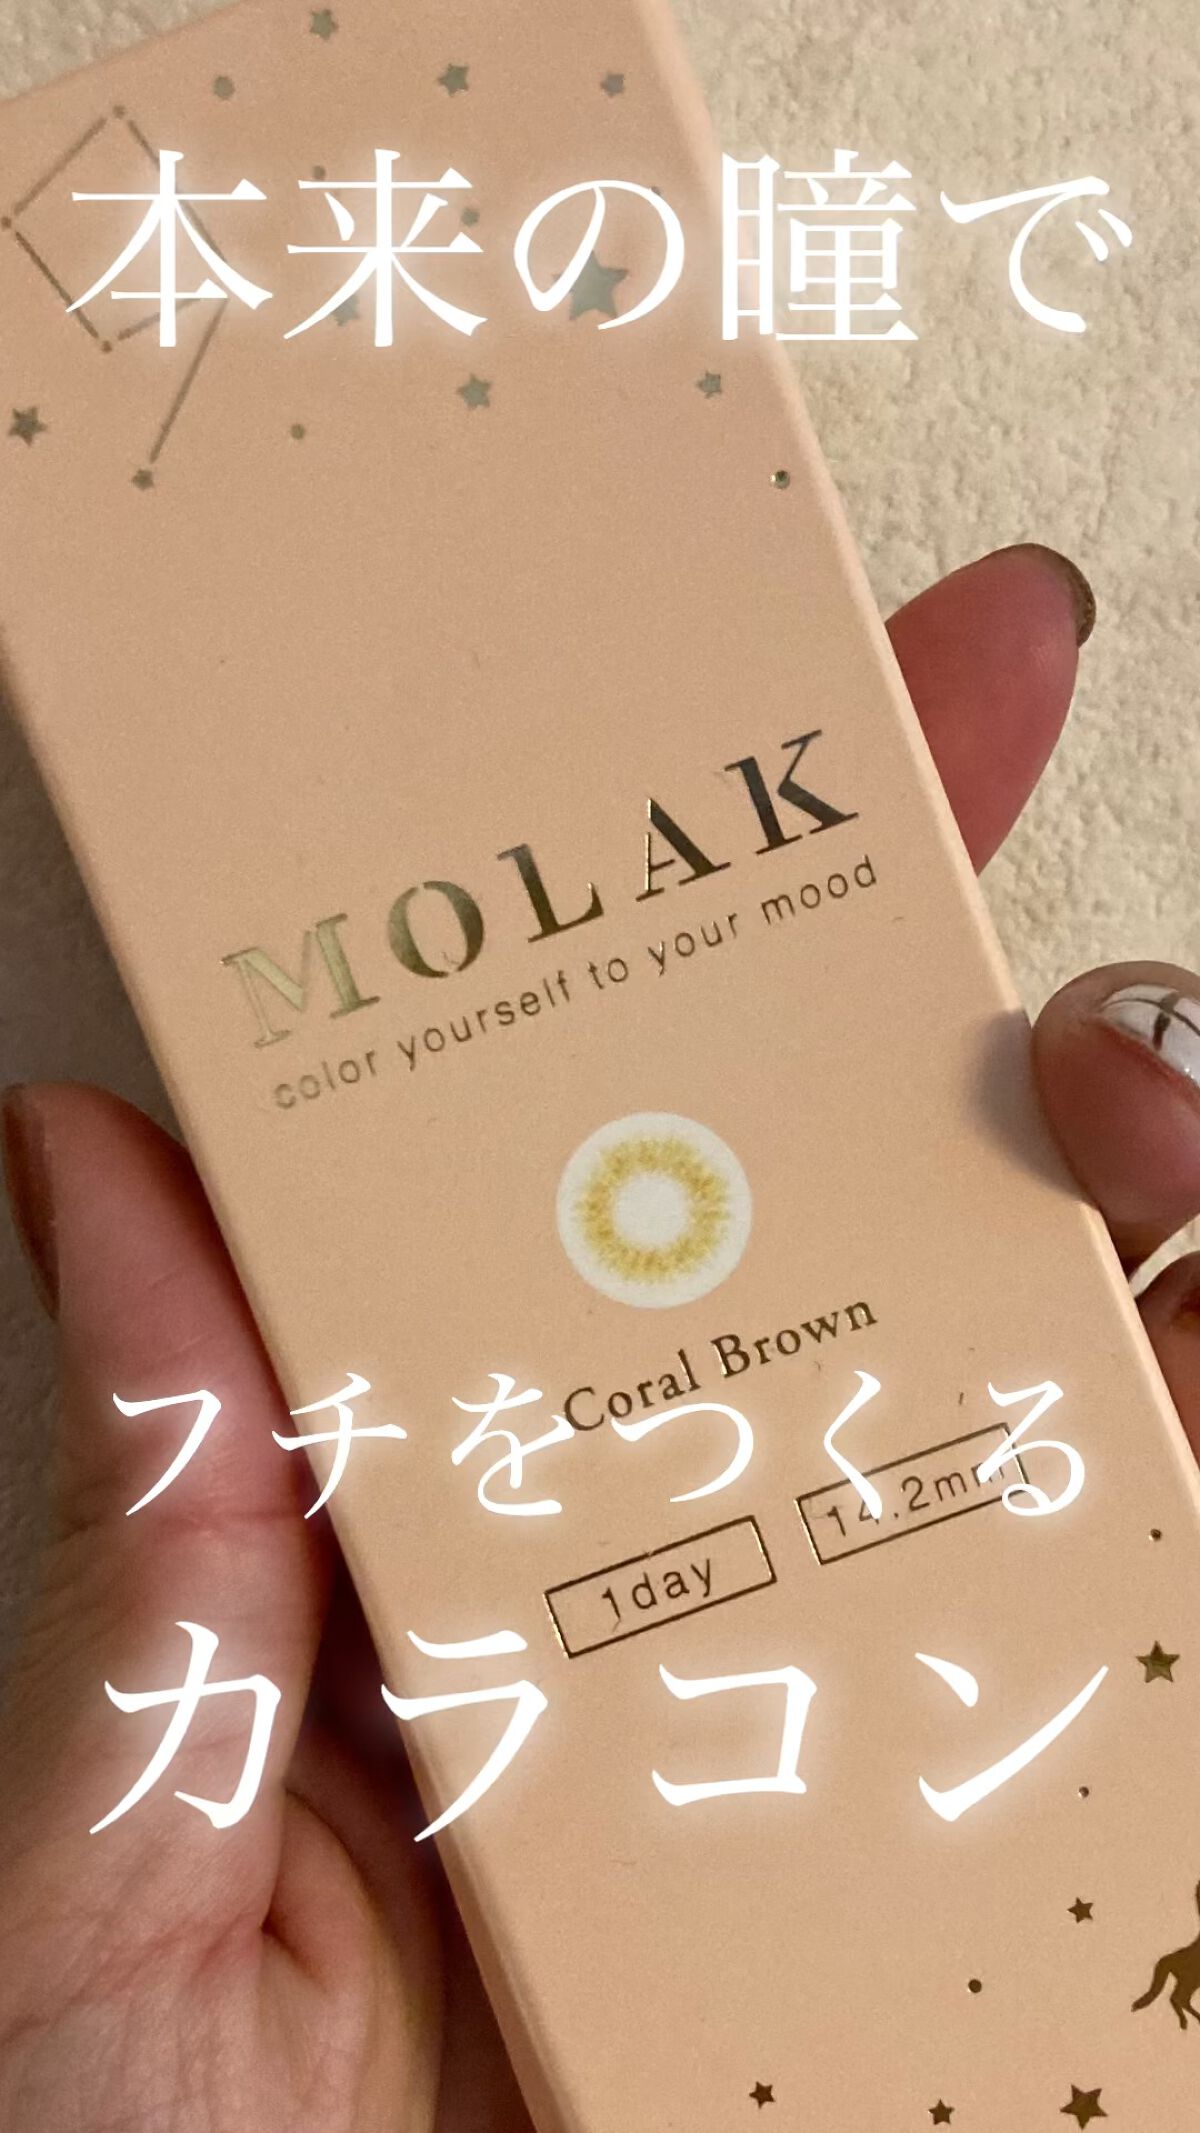 本来の瞳で
MOLAK
color yourself to your mood
Coral Brown
フチをつくる
1day
14.2mm
カラコン